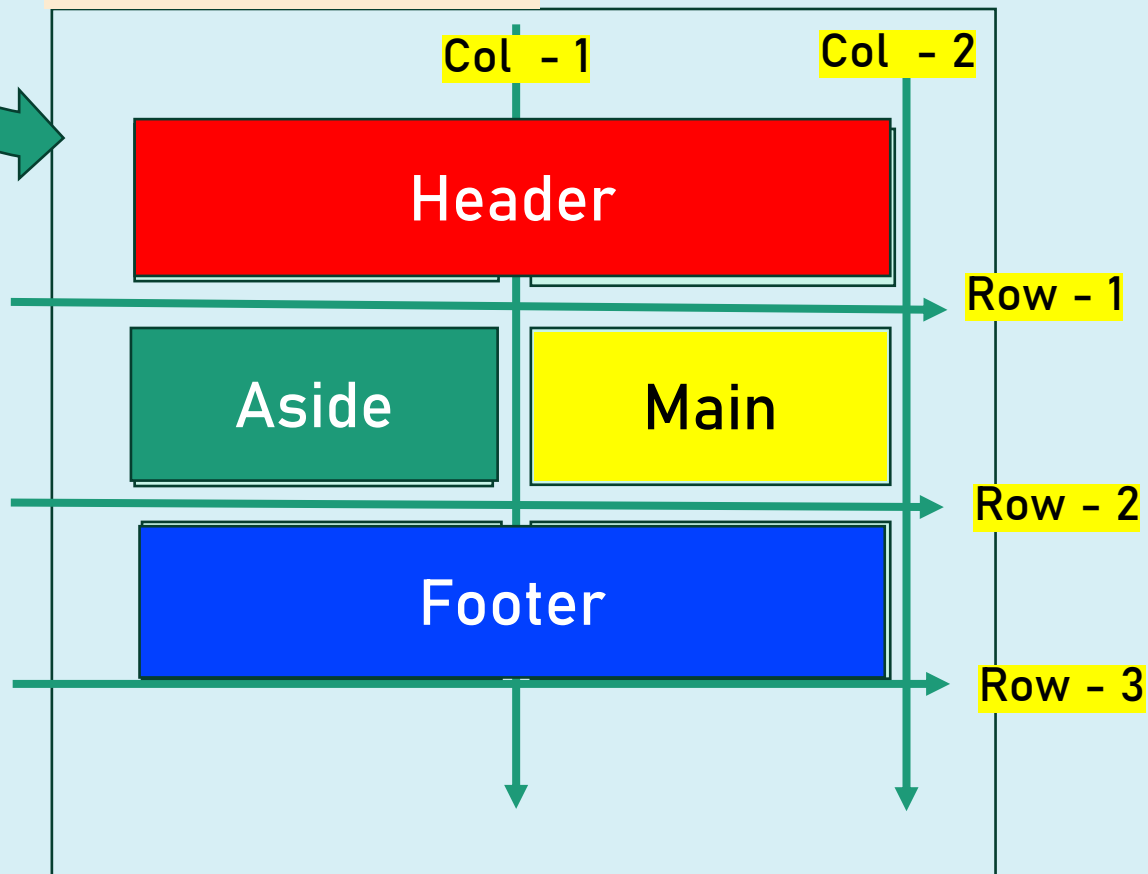 Col - 1
Col - 2
Header
Row - 1
Aside
Main
Row - 2
Footer
Row - 3